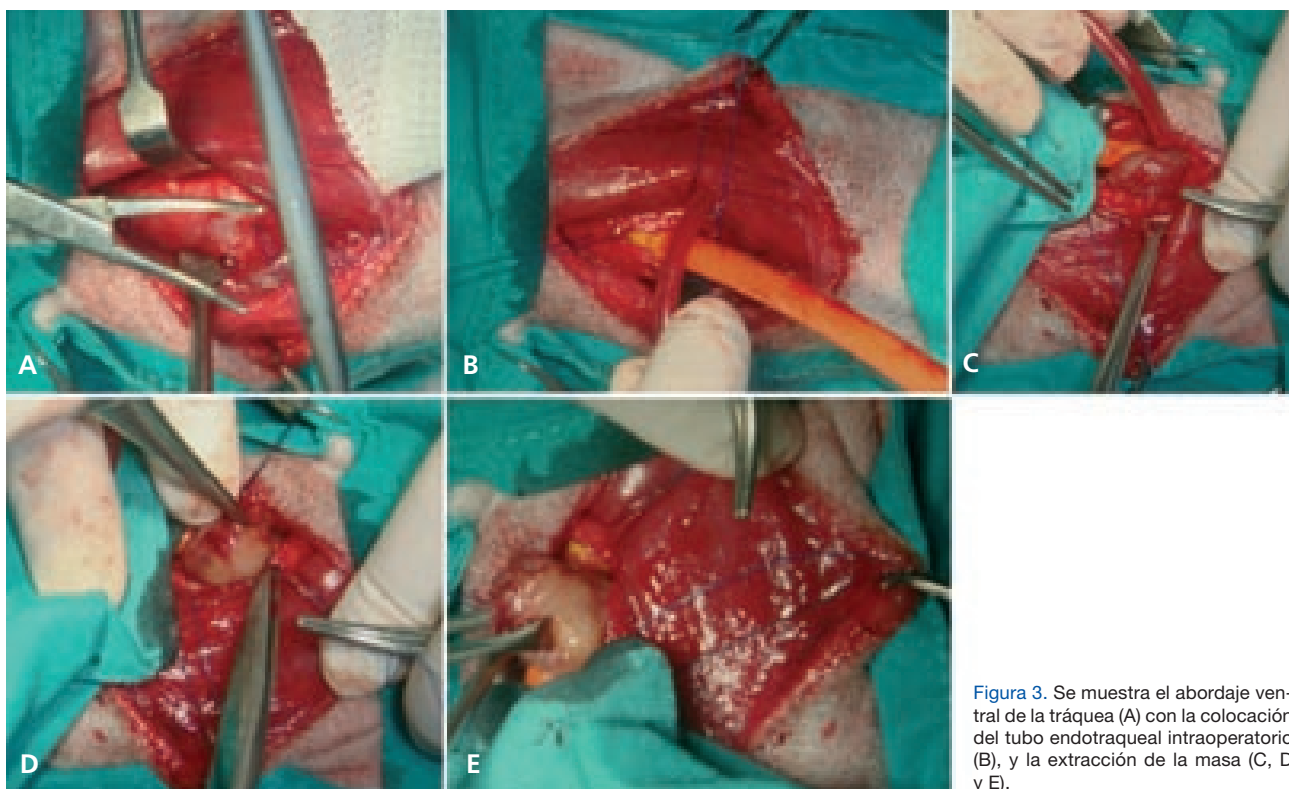 A
B
C
D
E
Figura 3. Se muestra el abordaje ven-
tral de la tráquea (A) con la colocación
del tubo endotraqueal intraoperatorio
(B), y la extracción de la masa (C, D
y E).